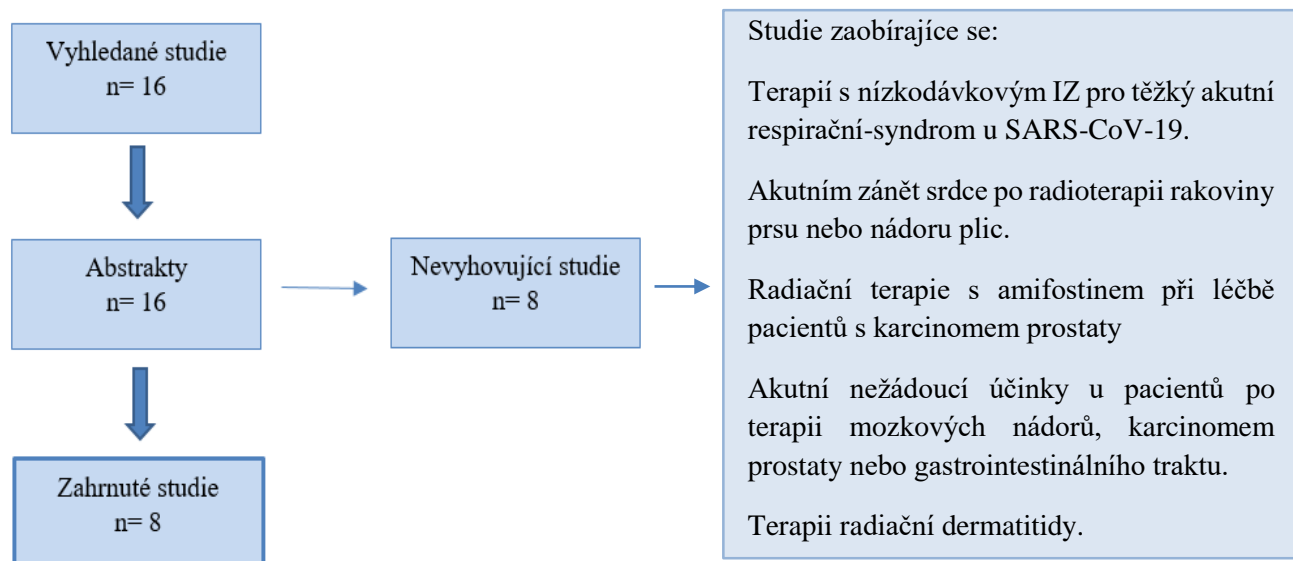 Vyhledané studie
n= 16
Abstrakty
n= 16
Zahrnuté studie
n= 8
Nevyhovující studie
n= 8
Studie zaobírajíce se:
Terapií s nízkodávkovým IZ pro těžký akutní
respirační-syndrom u SARS-CoV-19.
Akutním zánět srdce po radioterapii rakoviny
prsu nebo nádoru plic.
Radiační terapie s amifostinem při léčbě
pacientů s karcinomem prostaty
Akutní nežádoucí účinky u pacientů po
terapii mozkových nádorů, karcinomem
prostaty nebo gastrointestinálního traktu.
Terapii radiační dermatitidy.